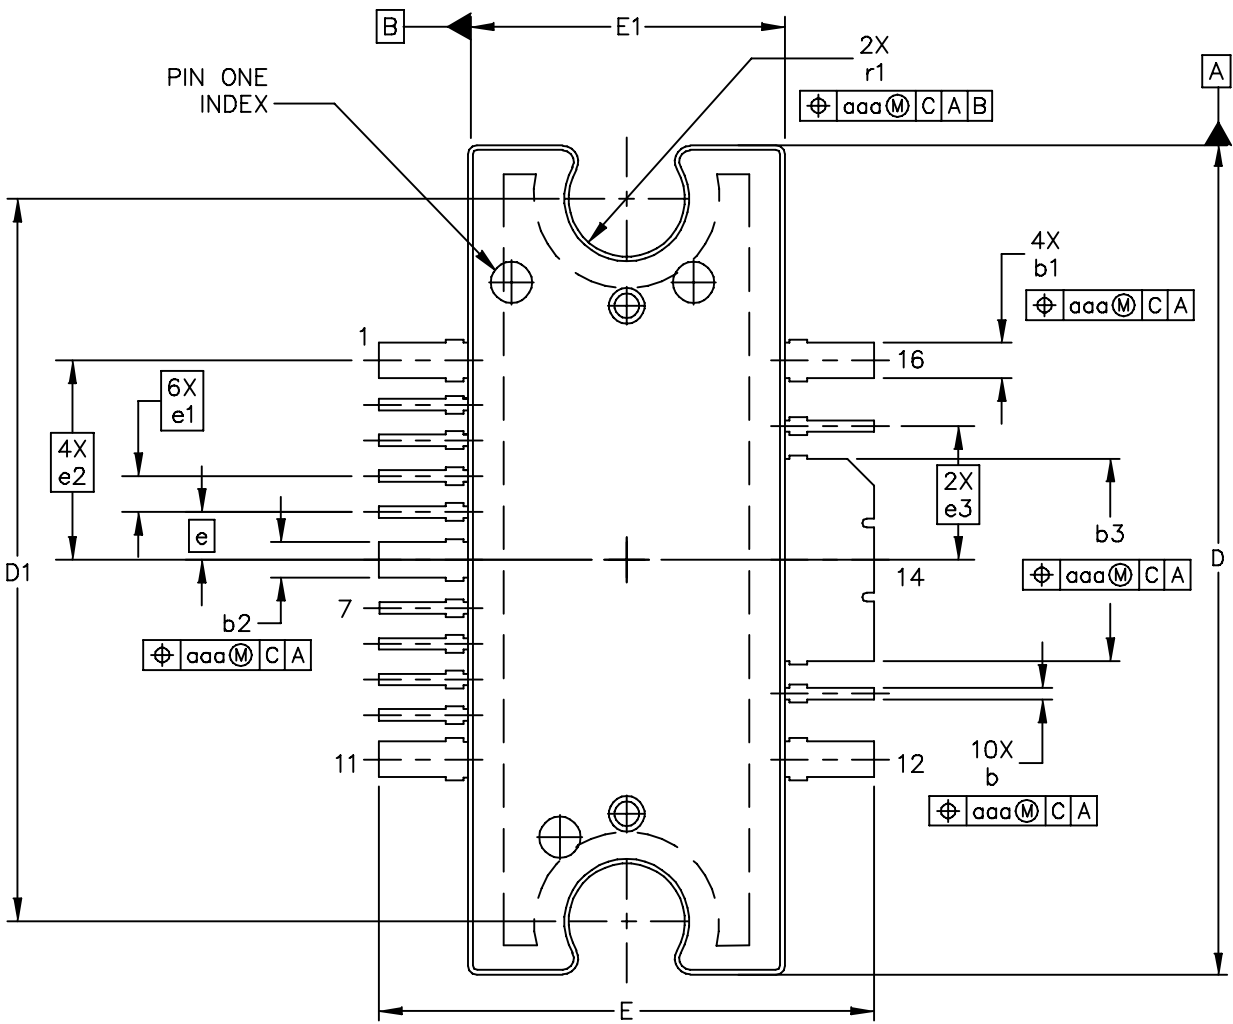 B
E1
2X
r1
⌖ aaa Ⓜ C A B
A
PIN ONE
INDEX
4X
b1
⌖ aaa Ⓜ C A
1
16
6X
e1
4X
e2
2X
e3
e
b3
⌖ aaa Ⓜ C A
D1
D
14
7
b2
⌖ aaa Ⓜ C A
11
12
10X
b
⌖ aaa Ⓜ C A
E